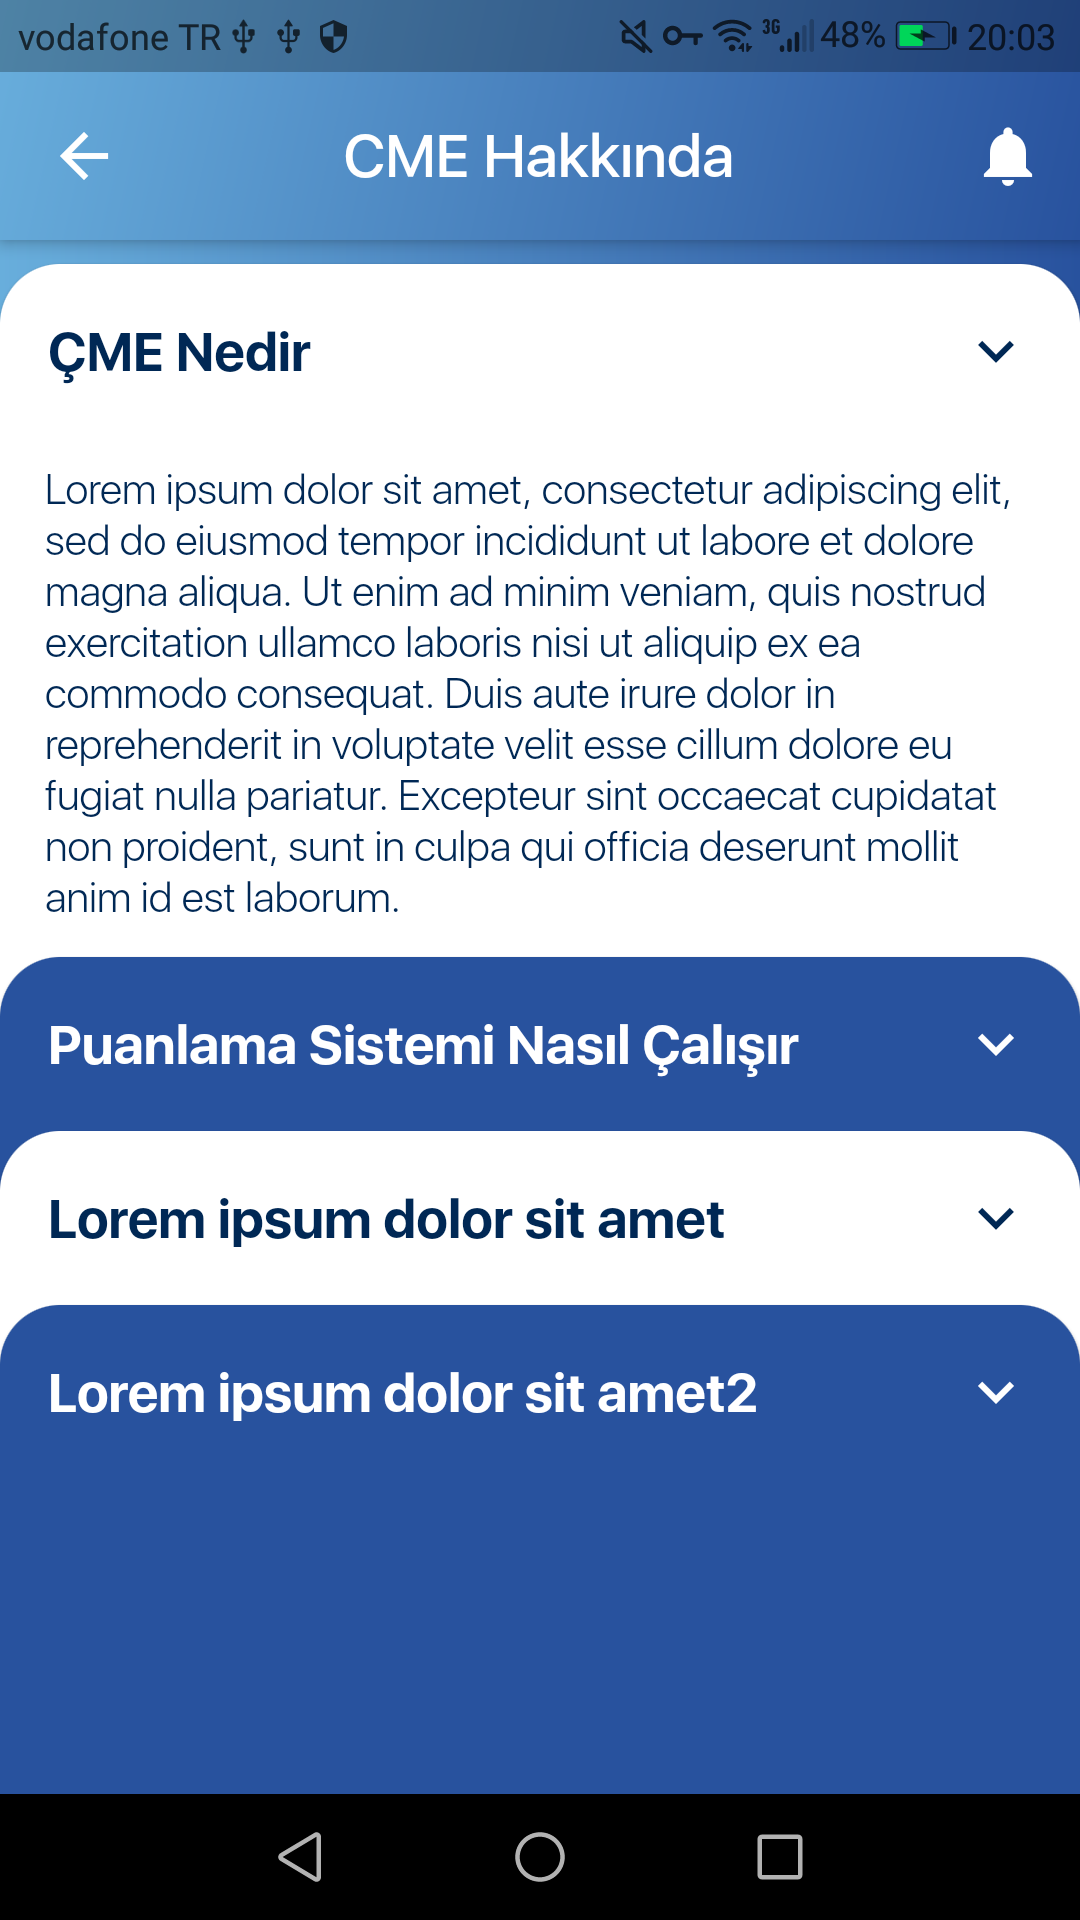 vodafone TR 3G 48% 20:03
CME Hakkında
ÇME Nedir
Lorem ipsum dolor sit amet, consectetur adipiscing elit,
sed do eiusmod tempor incididunt ut labore et dolore
magna aliqua. Ut enim ad minim veniam, quis nostrud
exercitation ullamco laboris nisi ut aliquip ex ea
commodo consequat. Duis aute irure dolor in
reprehenderit in voluptate velit esse cillum dolore eu
fugiat nulla pariatur. Excepteur sint occaecat cupidatat
non proident, sunt in culpa qui officia deserunt mollit
anim id est laborum.
Puanlama Sistemi Nasıl Çalışır
Lorem ipsum dolor sit amet
Lorem ipsum dolor sit amet2